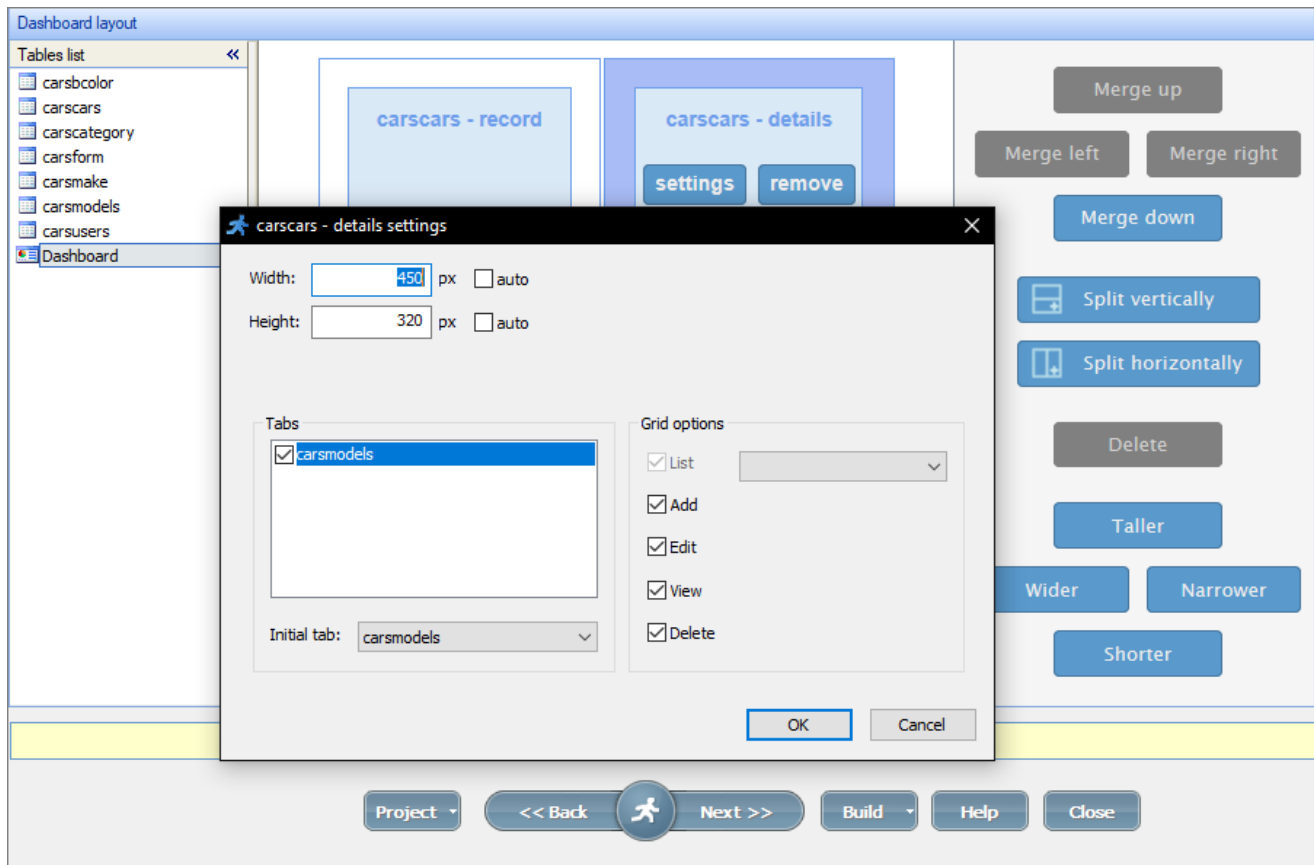 Dashboard layout
Tables list
carsbcolor
carscars
carscategory
carsform
carsmake
carsmodels
carsusers
Dashboard
carscars - record
carscars - details
settings remove
Merge up
Merge left Merge right
Merge down
Split vertically
Split horizontally
Delete
Taller
Wider Narrower
Shorter
carscars - details settings
Width: 450 px auto
Height: 320 px auto
Tabs
carsmodels
Initial tab: carsmodels
Grid options
List
Add
Edit
View
Delete
OK Cancel
Project << Back Next >> Build Help Close